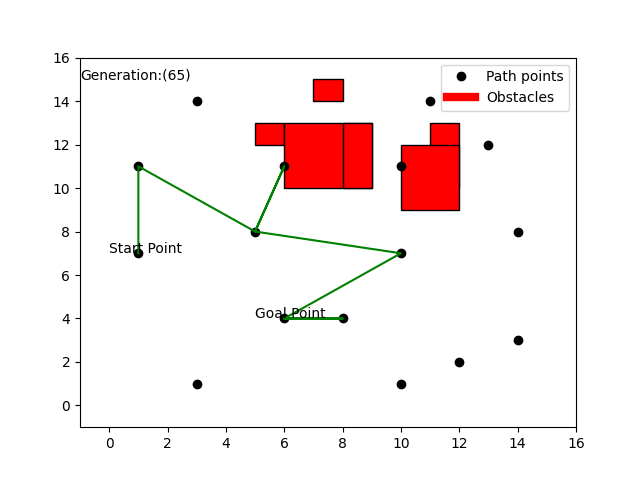 Generation:(65)
Path points
Obstacles
Start Point
Goal Point
16
14
12
10
8
6
4
2
0
0 2 4 6 8 10 12 14 16